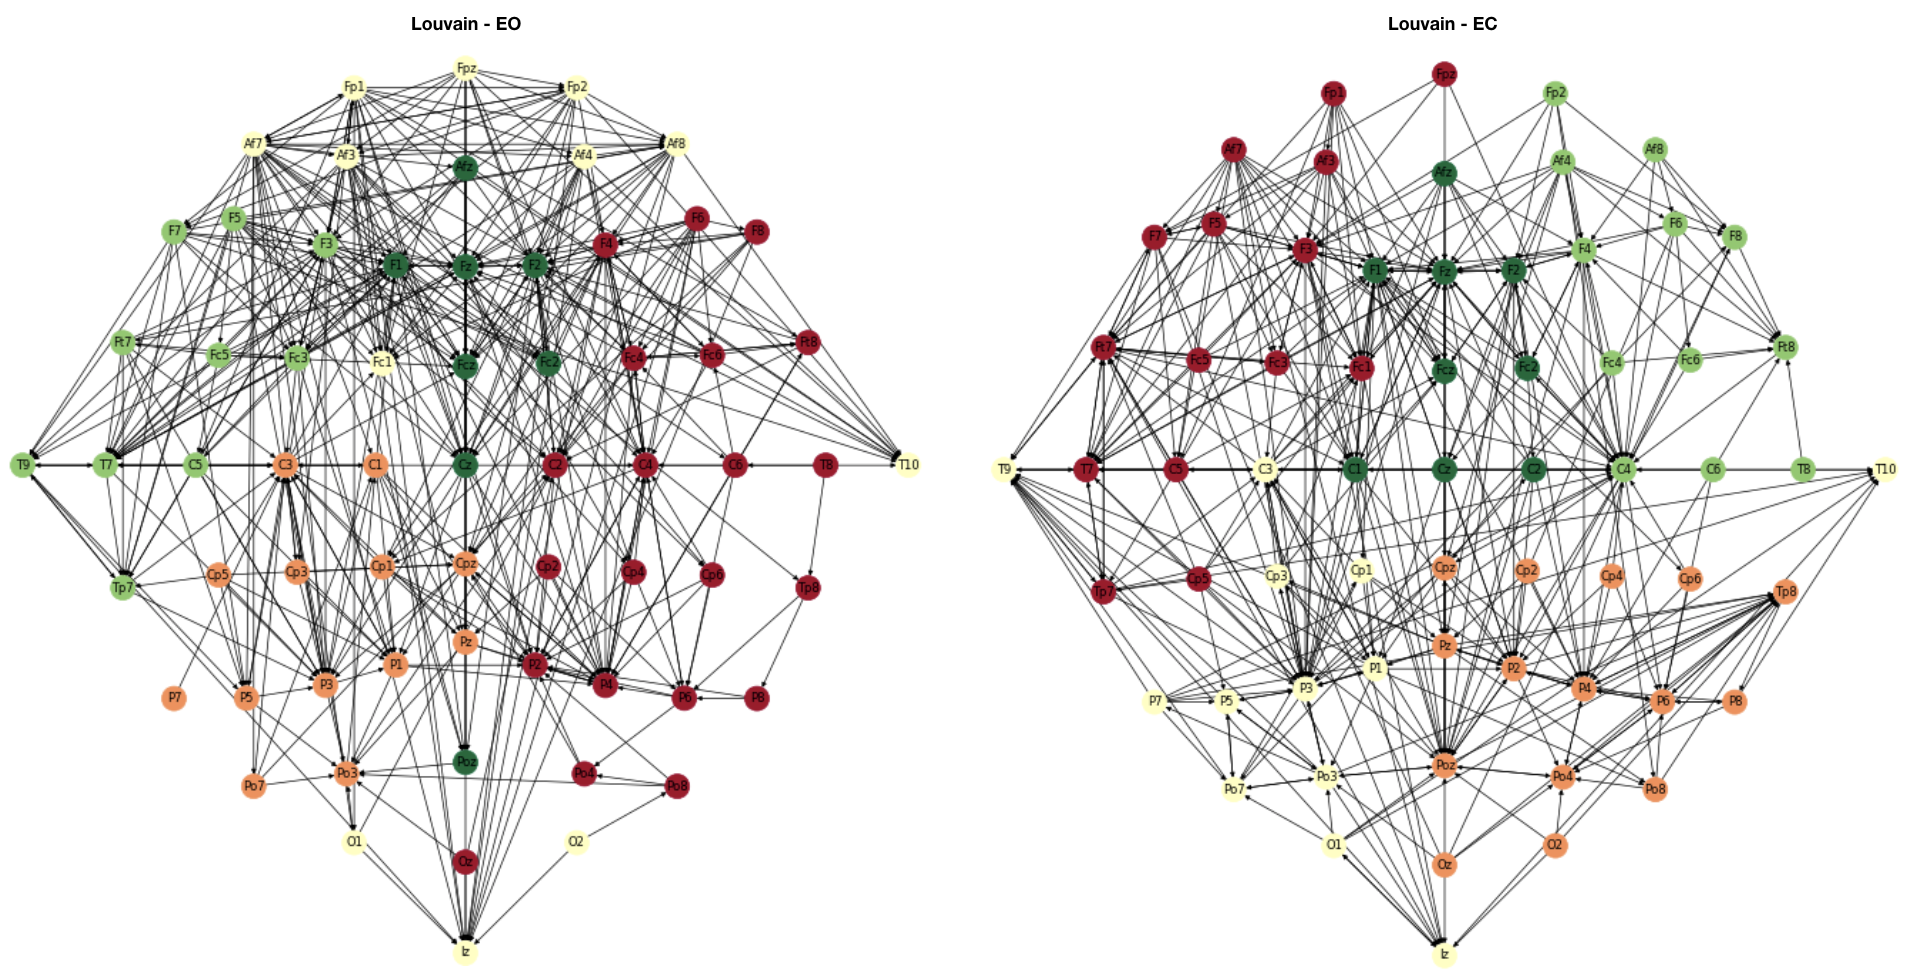 Louvain - EO
Fpz
Fp1
Fp2
Af7
Af3
Afz
Af4
Af8
F7
F5
F3
F1
Fz
F2
F4
F6
F8
Ft7
Fc5
Fc3
Fc1
Fcz
Fc2
Fc4
Fc6
Ft8
T9
T7
C5
C3
C1
Cz
C2
C4
C6
T8
T10
Tp7
Cp5
Cp3
Cp1
Cpz
Cp2
Cp4
Cp6
Tp8
P7
P5
P3
P1
Pz
P2
P4
P6
P8
Po7
Po3
Poz
Po4
Po8
O1
Oz
O2
Iz
Louvain - EC
Fpz
Fp1
Fp2
Af7
Af3
Afz
Af4
Af8
F7
F5
F3
F1
Fz
F2
F4
F6
F8
Ft7
Fc5
Fc3
Fc1
Fcz
Fc2
Fc4
Fc6
Ft8
T9
T7
C5
C3
C1
Cz
C2
C4
C6
T8
T10
Tp7
Cp5
Cp3
Cp1
Cpz
Cp2
Cp4
Cp6
Tp8
P7
P5
P3
P1
Pz
P2
P4
P6
P8
Po7
Po3
Poz
Po4
Po8
O1
Oz
O2
Iz